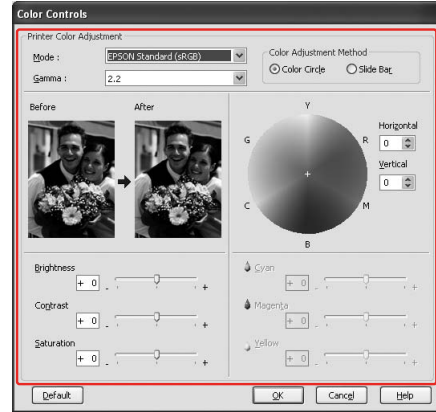 Color Controls
Printer Color Adjustment
Mode : EPSON Standard (sRGB)
Gamma : 2.2
Color Adjustment Method
Color Circle Slide Bar
Before After
Y
G R
C M
B
Horizontal
0
Vertical
0
Brightness
+ 0 - +
Contrast
+ 0 - +
Saturation
+ 0 - +
Cyan
+ 0 - +
Magenta
+ 0 - +
Yellow
+ 0 - +
Default OK Cancel Help